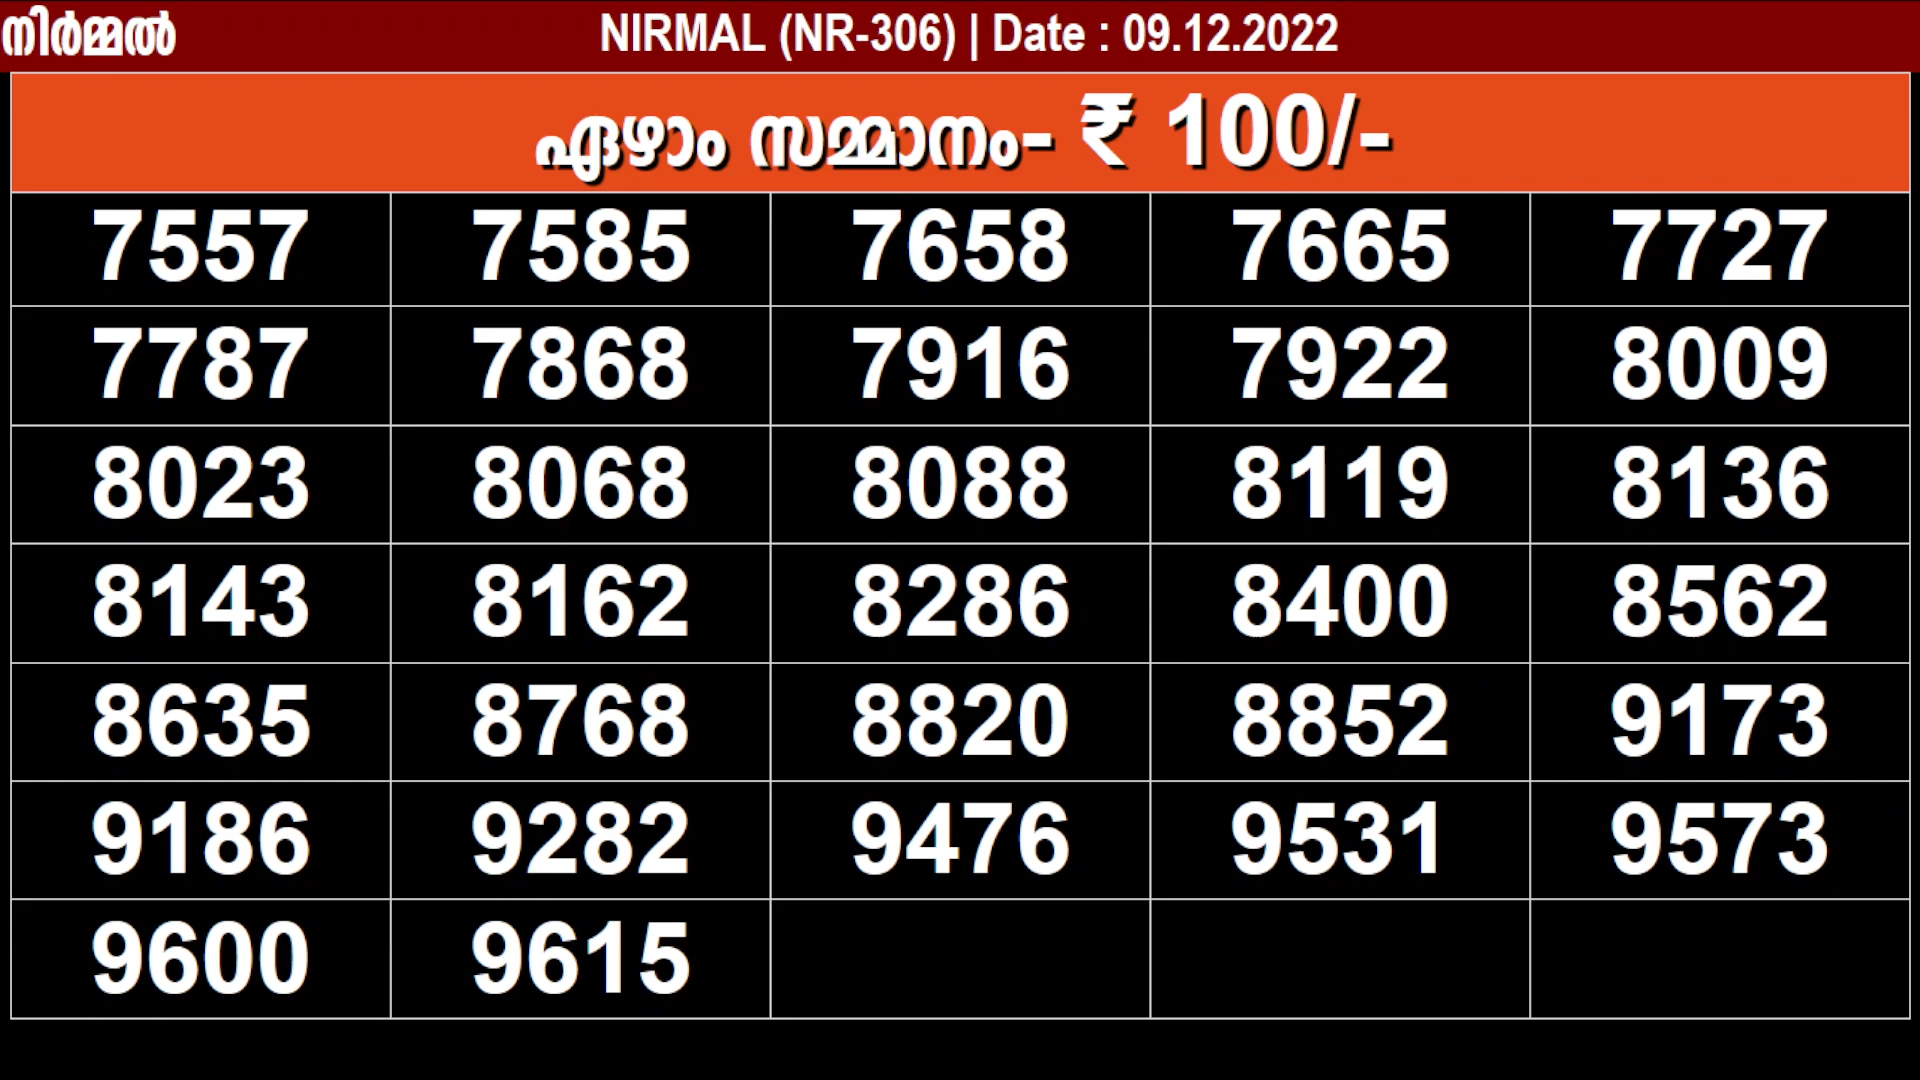 നിർമ്മൽ NIRMAL (NR-306) | Date : 09.12.2022
ഏഴാം സമ്മാനം- ₹ 100/-
7557 7585 7658 7665 7727
7787 7868 7916 7922 8009
8023 8068 8088 8119 8136
8143 8162 8286 8400 8562
8635 8768 8820 8852 9173
9186 9282 9476 9531 9573
9600 9615